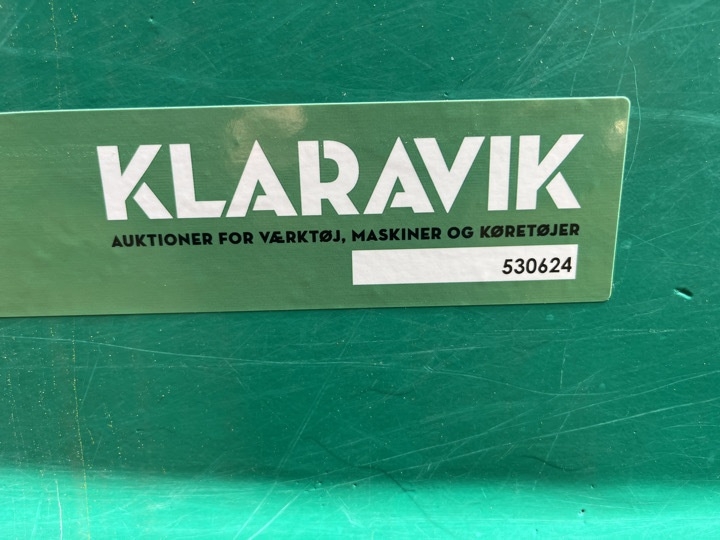 KLARAVIK
AUKTIONER FOR VÆRKTØJ, MASKINER OG KØRETØJER
530624